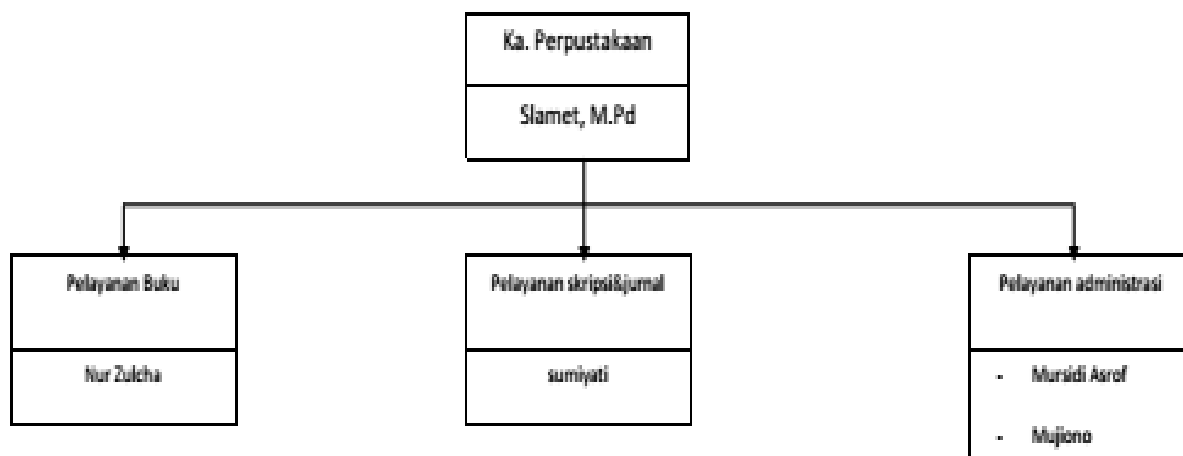 Ka. Perpustakaan
Slamet, M.Pd
Pelayanan Buku
Nur Zulcha
Pelayanan skripsi&jurnal
sumiyati
Pelayanan administrasi
- Mursidi Asrof
- Mujiono